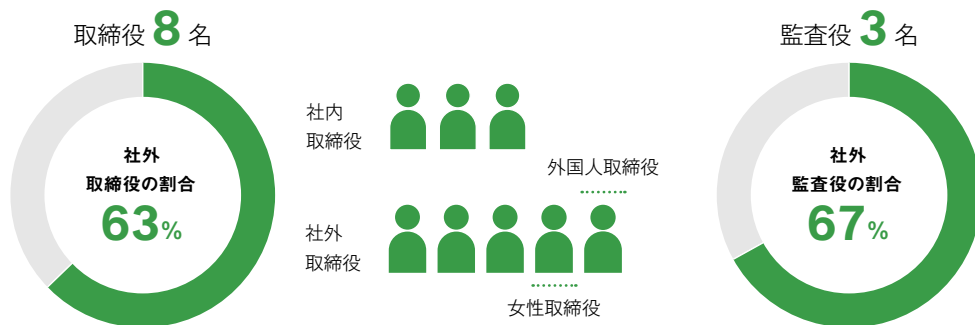 取締役 8 名
社外
取締役の割合
63%
社内
取締役
外国人取締役
社外
取締役
女性取締役
監査役 3 名
社外
監査役の割合
67%